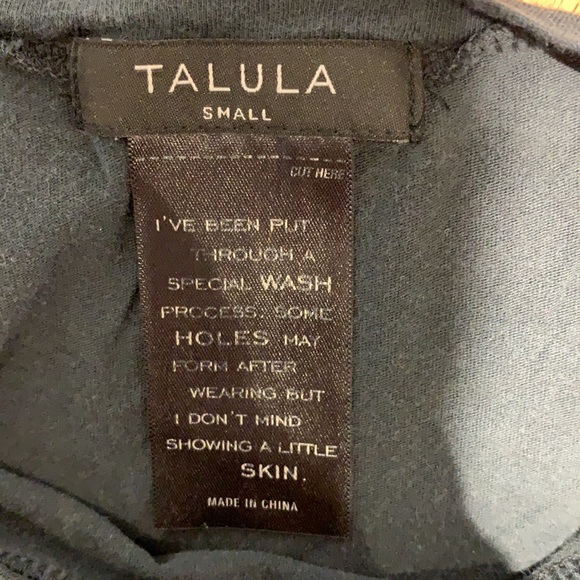 TALULA
SMALL
CUT HERE
I'VE BEEN PUT
THROUGH A
SPECIAL WASH
PROCESS. SOME
HOLES MAY
FORM AFTER
WEARING BUT
I DON'T MIND
SHOWING A LITTLE
SKIN.
MADE IN CHINA